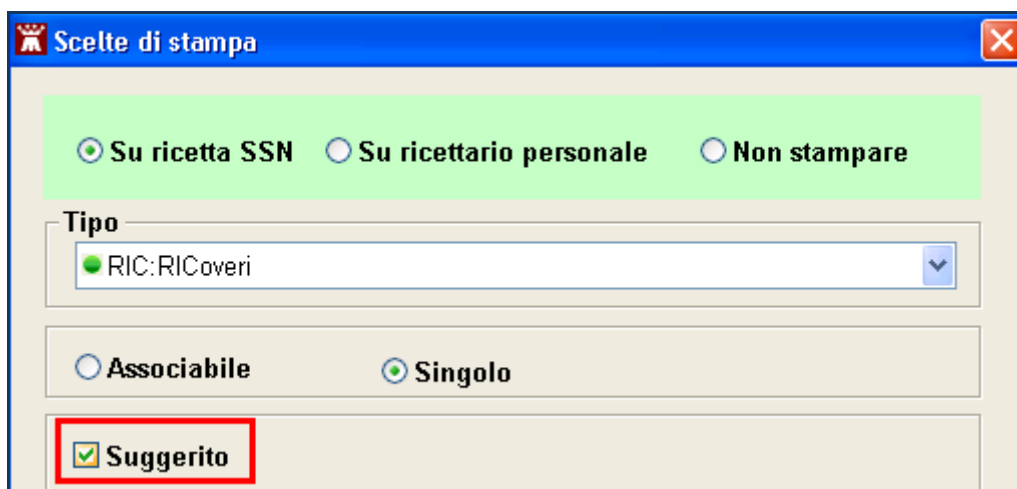 Scelte di stampa
Su ricetta SSN Su ricettario personale Non stampare
Tipo
RIC:RICoveri
Associabile Singolo
Suggerito